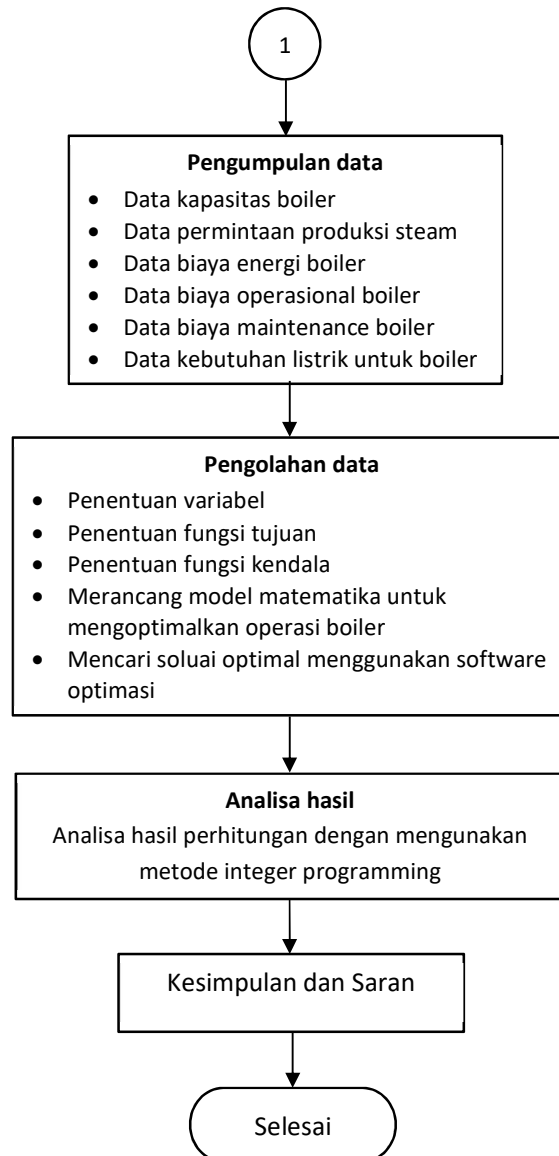 1
Pengumpulan data
• Data kapasitas boiler
• Data permintaan produksi steam
• Data biaya energi boiler
• Data biaya operasional boiler
• Data biaya maintenance boiler
• Data kebutuhan listrik untuk boiler
Pengolahan data
• Penentuan variabel
• Penentuan fungsi tujuan
• Penentuan fungsi kendala
• Merancang model matematika untuk
mengoptimalkan operasi boiler
• Mencari soluai optimal menggunakan software
optimasi
Analisa hasil
Analisa hasil perhitungan dengan mengunakan
metode integer programming
Kesimpulan dan Saran
Selesai